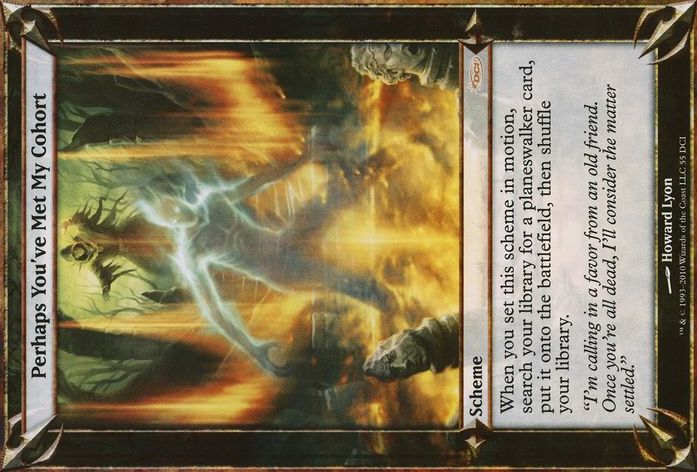 Perhaps You've Met My Cohort
Scheme
DCI
When you set this scheme in motion,
search your library for a planeswalker card,
put it onto the battlefield, then shuffle
your library.
"I'm calling in a favor from an old friend.
Once you're all dead, I'll consider the matter
settled."
Howard Lyon
™ & © 1993–2010 Wizards of the Coast LLC 55 DCI